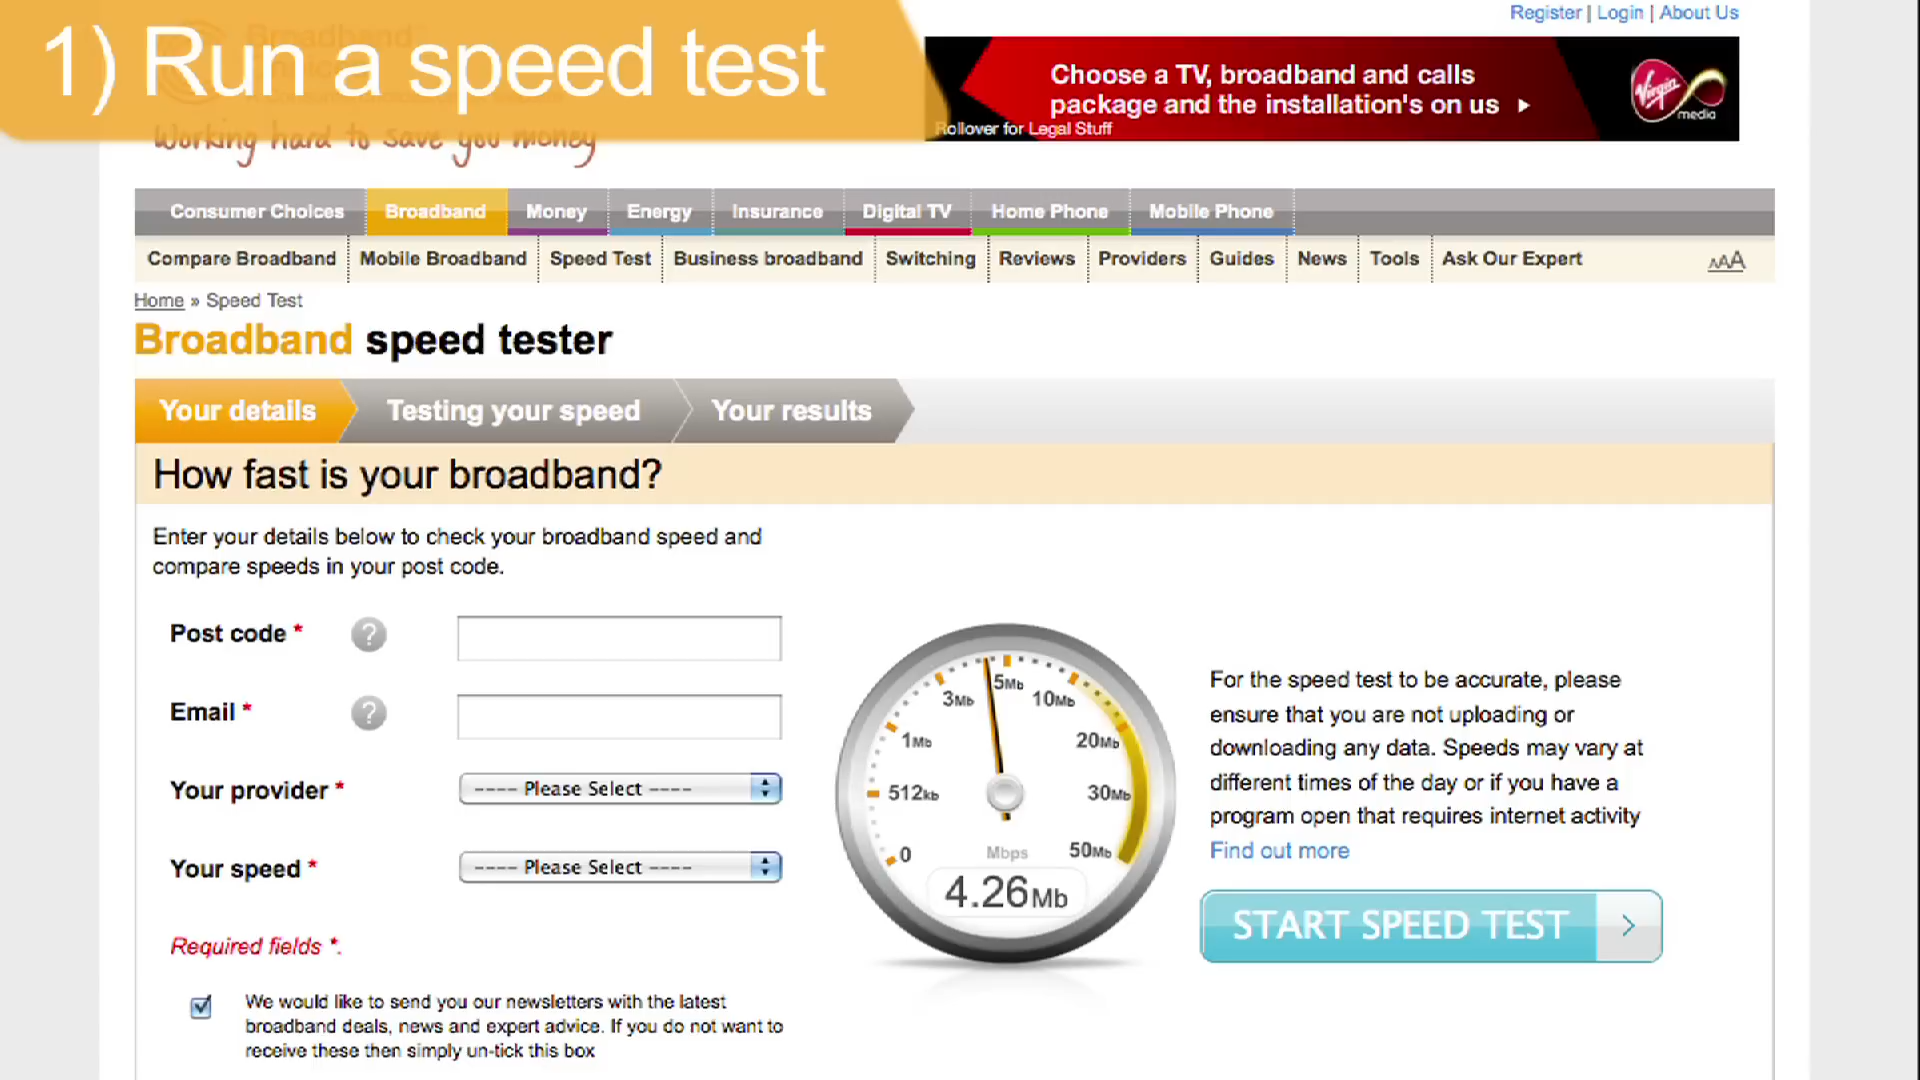 1) Run a speed test
Register | Login | About Us
Choose a TV, broadband and calls
package and the installation's on us
Rollover for Legal Stuff
Virgin
media
Working hard to save you money
Consumer Choices Broadband Money Energy Insurance Digital TV Home Phone Mobile Phone
Compare Broadband Mobile Broadband Speed Test Business broadband Switching Reviews Providers Guides News Tools Ask Our Expert AAA
Home » Speed Test
Broadband speed tester
Your details Testing your speed Your results
How fast is your broadband?
Enter your details below to check your broadband speed and
compare speeds in your post code.
Post code * ?
Email * ?
Your provider * ---- Please Select ----
Your speed * ---- Please Select ----
Required fields *.
We would like to send you our newsletters with the latest
broadband deals, news and expert advice. If you do not want to
receive these then simply un-tick this box
0
512kb
1Mb
3Mb
5Mb
10Mb
20Mb
30Mb
50Mb
Mbps
4.26Mb
For the speed test to be accurate, please
ensure that you are not uploading or
downloading any data. Speeds may vary at
different times of the day or if you have a
program open that requires internet activity
Find out more
START SPEED TEST >